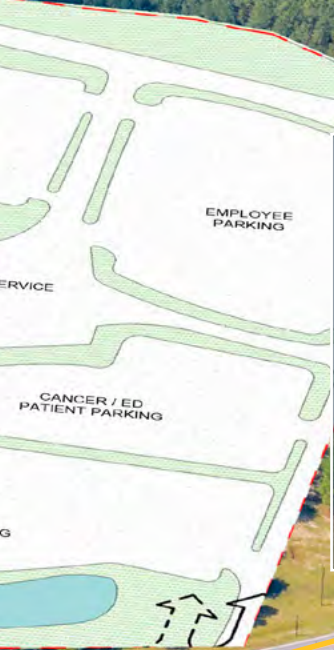 EMPLOYEE
PARKING
ERVICE
CANCER / ED
PATIENT PARKING
G